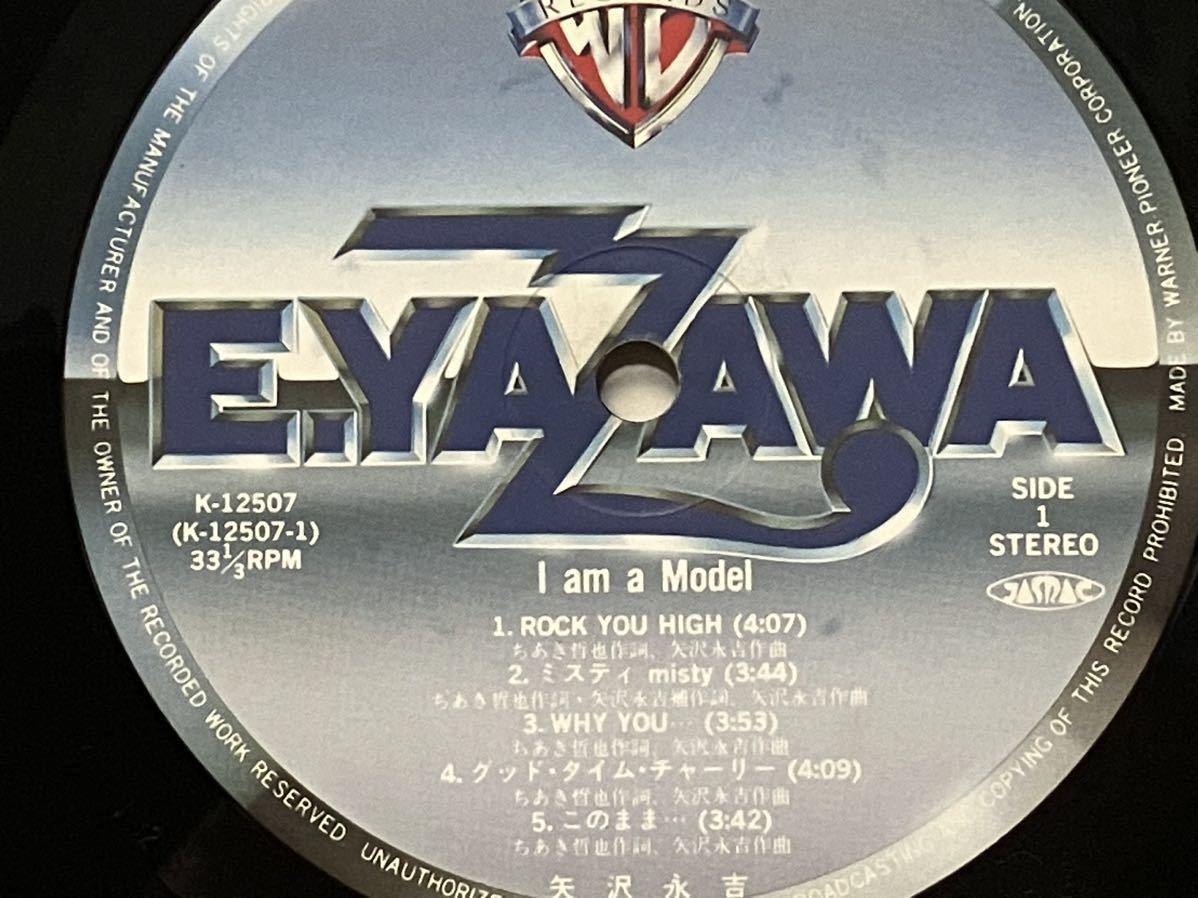 RECORDS
E.YAZAWA
K-12507
(K-12507-1)
33⅓RPM
SIDE
1
STEREO
JASRAC
I am a Model
1. ROCK YOU HIGH (4:07)
ちあき哲也作詞、矢沢永吉作曲
2. ミスティ misty (3:44)
ちあき哲也作詞・矢沢永吉補作詞、矢沢永吉作曲
3. WHY YOU… (3:53)
ちあき哲也作詞、矢沢永吉作曲
4. グッド・タイム・チャーリー (4:09)
ちあき哲也作詞、矢沢永吉作曲
5. このまま… (3:42)
ちあき哲也作詞、矢沢永吉作曲
矢沢永吉
RIGHTS OF THE MANUFACTURER AND OF THE OWNER OF THE RECORDED WORK RESERVED UNAUTHORIZE
BROADCASTING AND COPYING OF THIS RECORD PROHIBITED. MADE BY WARNER-PIONEER CORPORATION